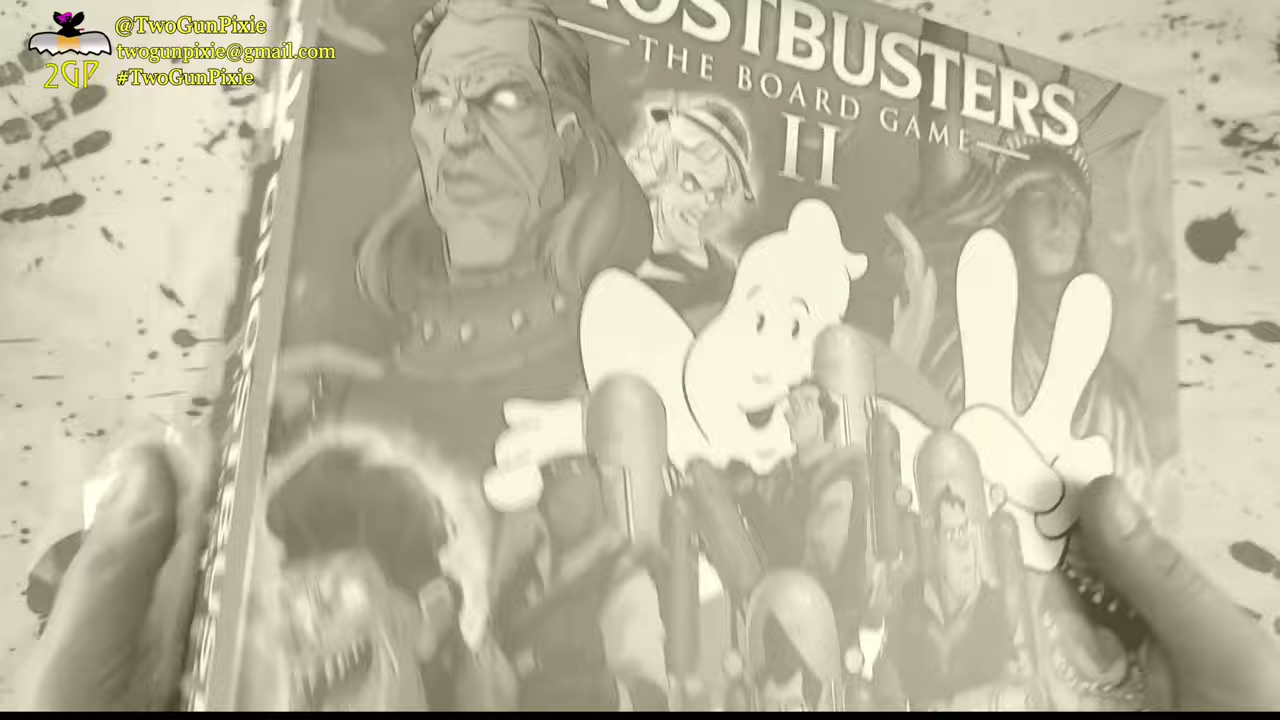 @TwoGunPixie
twogunpixie@gmail.com
2GP
#TwoGunPixie
OSTBUSTERS
THE BOARD GAME
II